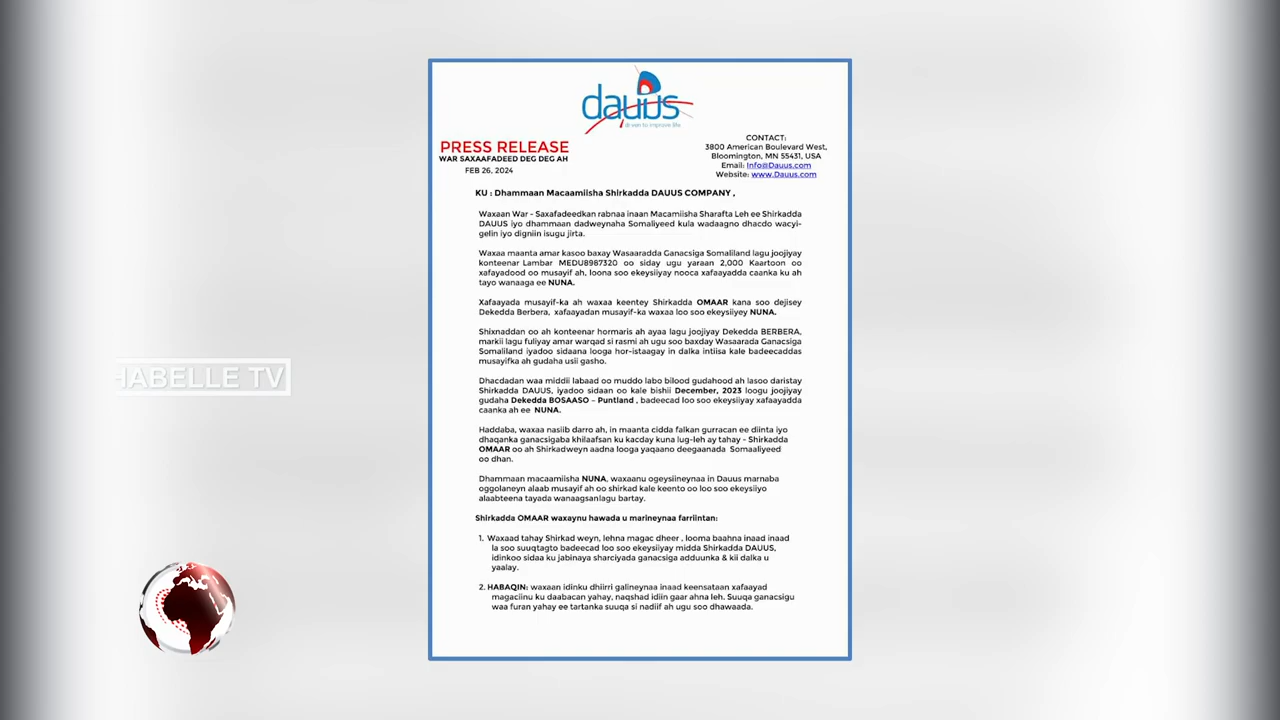 dauus
driven to improve life
PRESS RELEASE
WAR SAXAAFADEED DEG DEG AH
FEB 26, 2024
CONTACT:
3800 American Boulevard West,
Bloomington, MN 55431, USA
Email: Info@Dauus.com
Website: www.Dauus.com
KU : Dhammaan Macaamiisha Shirkadda DAUUS COMPANY ,
Waxaan War - Saxafadeedkan rabnaa inaan Macamiisha Sharafta Leh ee Shirkadda
DAUUS iyo dhammaan dadweynaha Somaliyeed kula wadaagno dhacdo wacyi-
gelin iyo digniin isugu jirta.
Waxaa maanta amar kasoo baxay Wasaaradda Ganacsiga Somaliland lagu joojiyay
konteenar Lambar MEDU8987320 oo siday ugu yaraan 2,000 Kaartoon oo
xafayadood oo musayif ah, loona soo ekeysiiyay nooca xafaayadda caanka ku ah
tayo wanaaga ee NUNA.
Xafaayada musayif-ka ah waxaa keentey Shirkadda OMAAR kana soo dejisey
Dekedda Berbera, xafaayadan musayif-ka waxaa loo soo ekeysiiyey NUNA.
Shixnaddan oo ah konteenar hormaris ah ayaa lagu joojiyay Dekedda BERBERA,
markii lagu fuliyay amar warqad si rasmi ah ugu soo baxday Wasaarada Ganacsiga
Somaliland iyadoo sidaana looga hor-istaagay in dalka intiisa kale badeecaddas
musayifka ah gudaha usii gasho.
Dhacdadan waa middii labaad oo muddo labo bilood gudahood ah lasoo daristay
Shirkadda DAUUS, iyadoo sidaan oo kale bishii December, 2023 loogu joojiyay
gudaha Dekedda BOSAASO – Puntland , badeecad loo soo ekeysiiyay xafaayadda
caanka ah ee NUNA.
Haddaba, waxaa nasiib darro ah, in maanta cidda falkan gurracan ee diinta iyo
dhaqanka ganacsigaba khilaafsan ku kacday kuna lug-leh ay tahay - Shirkadda
OMAAR oo ah Shirkadweyn aadna looga yaqaano deegaanada Somaaliyeed
oo dhan.
Dhammaan macaamiisha NUNA, waxaanu ogeysiineynaa in Dauus marnaba
oggolaneyn alaab musayif ah oo shirkad kale keento oo loo soo ekeysiiyo
alaabteena tayada wanaagsanlagu bartay.
Shirkadda OMAAR waxaynu hawada u marineynaa farriintan:
1. Waxaad tahay Shirkad weyn, lehna magac dheer , looma baahna inaad inaad
la soo suuqtagto badeecad loo soo ekeysiiyay midda Shirkadda DAUUS,
idinkoo sidaa ku jabinaya sharciyada ganacsiga adduunka & kii dalka u
yaalay.
2. HABAQIN: waxaan idinku dhiirri galineynaa inaad keensataan xafaayad
magaciinu ku daabacan yahay, naqshad idiin gaar ahna leh. Suuqa ganacsigu
waa furan yahay ee tartanka suuqa si nadiif ah ugu soo dhawaada.
HABELLE TV